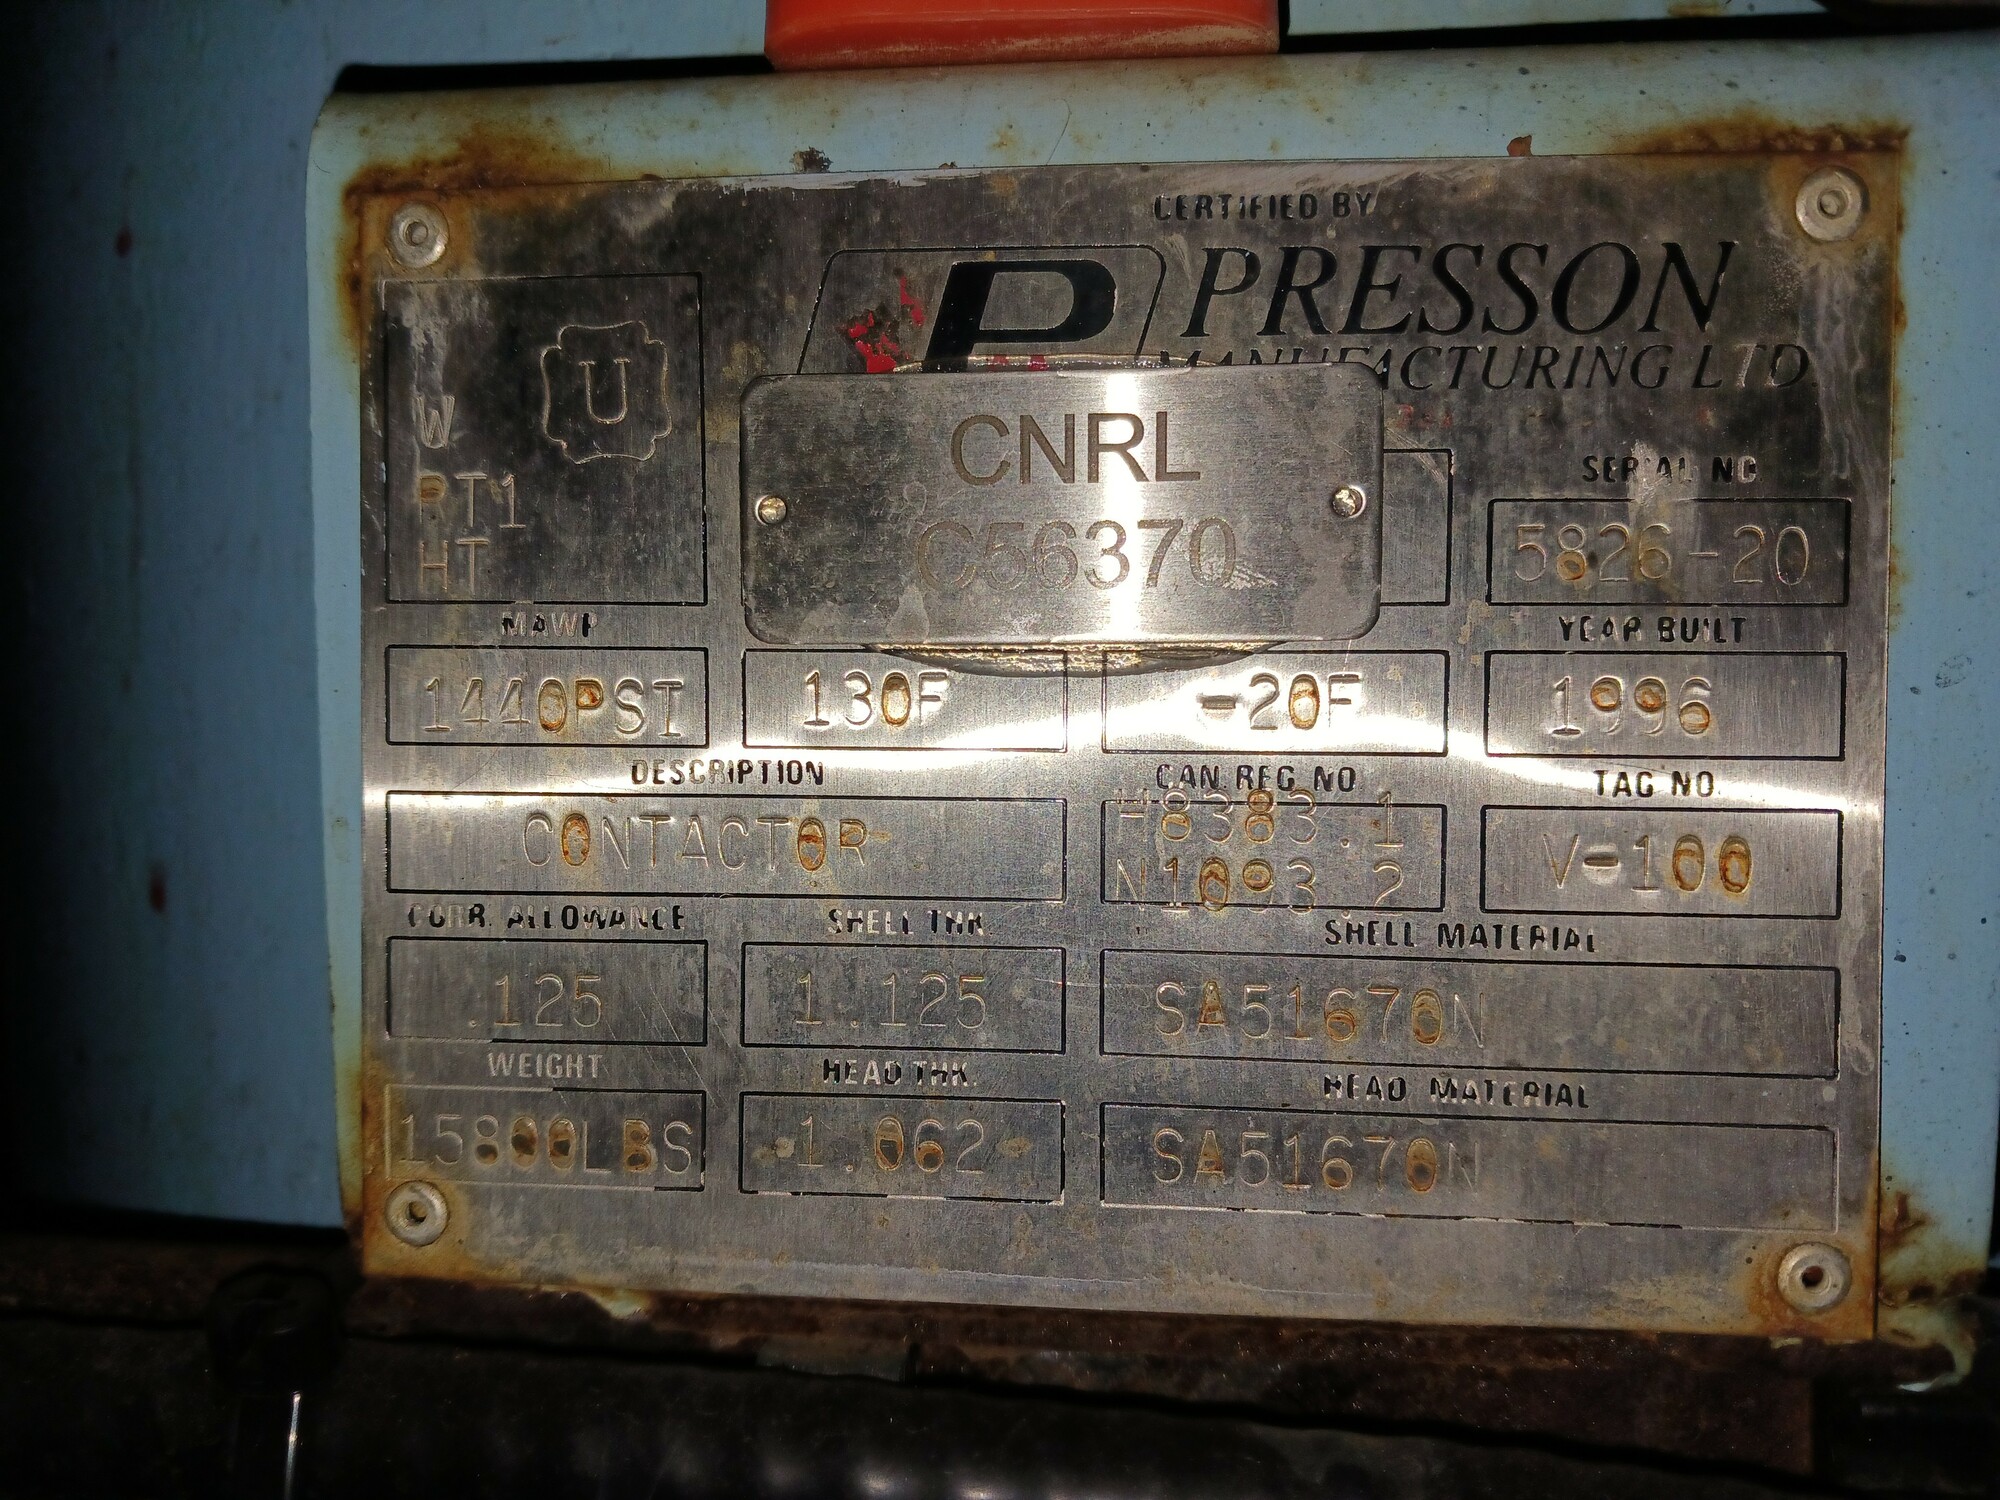 CERTIFIED BY
P PRESSON
MANUFACTURING LTD.
U
W
RT1
HT
CNRL
C56370
SERIAL NO
5826-20
MAWP
YEAR BUILT
1440PSI
130F
-20F
1996
DESCRIPTION
CAN. REG. NO.
TAG NO.
CONTACTOR
H8383.1
N1093.2
V-100
CORR. ALLOWANCE
SHELL THK.
SHELL MATERIAL
.125
1.125
SA51670N
WEIGHT
HEAD THK.
HEAD MATERIAL
15800LBS
1.062
SA51670N